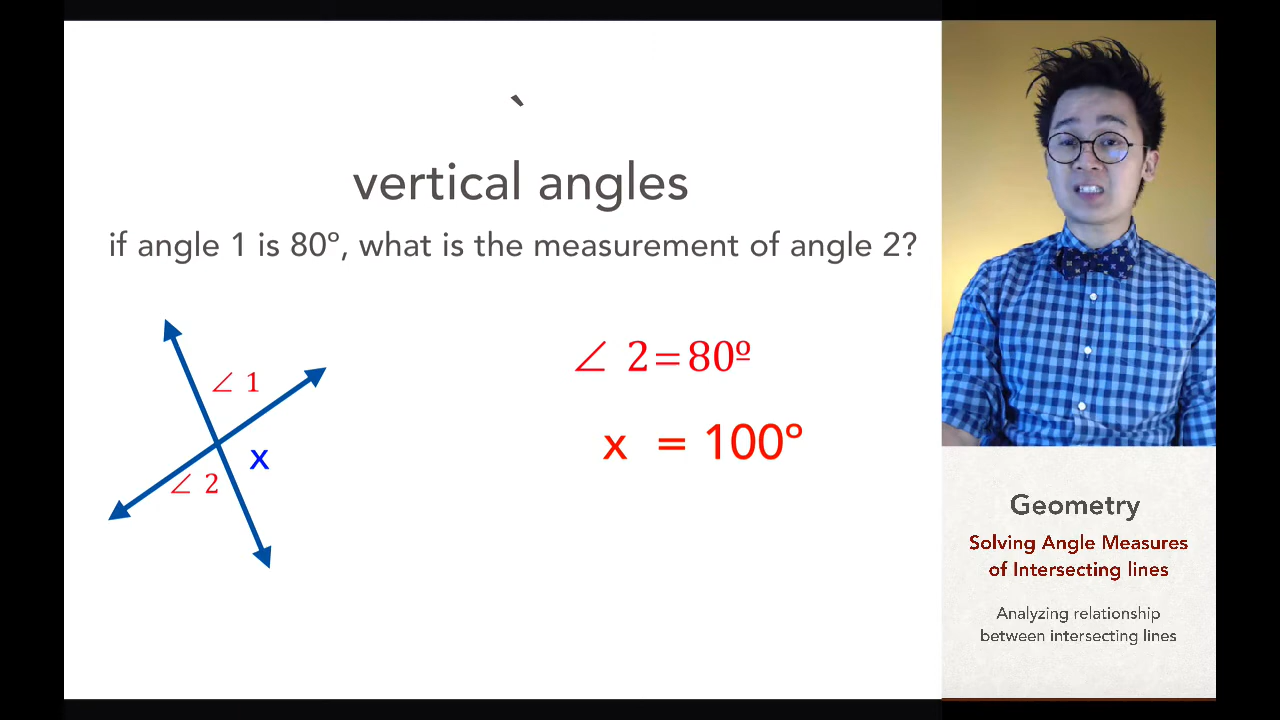 `
vertical angles
if angle 1 is 80º, what is the measurement of angle 2?
∠ 1
x
∠ 2
∠ 2=80º
x = 100°
Geometry
Solving Angle Measures
of Intersecting lines
Analyzing relationship
between intersecting lines